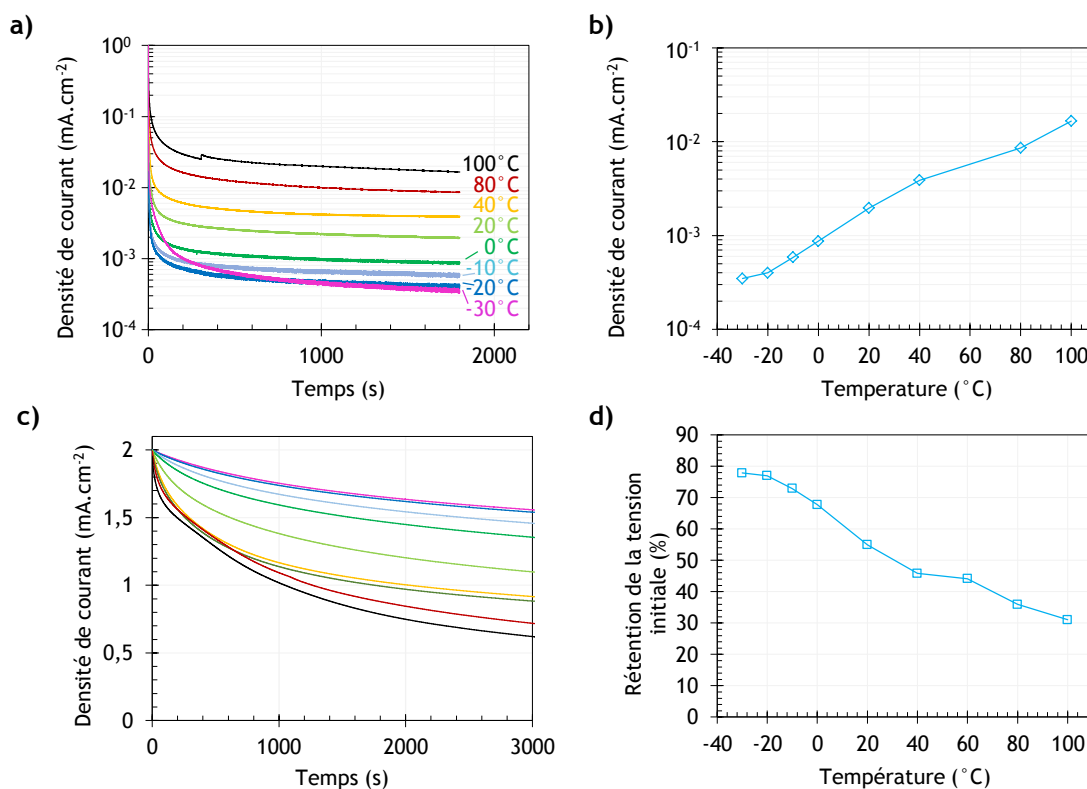 a)
Densité de courant (mA.cm-2)
10⁰
10⁻¹
10⁻²
10⁻³
10⁻⁴
100°C
80°C
40°C
20°C
0°C
-10°C
-20°C
-30°C
0
1000
2000
Temps (s)
b)
Densité de courant (mA.cm-2)
10⁻¹
10⁻²
10⁻³
10⁻⁴
-40
-20
0
20
40
60
80
100
Temperature (°C)
c)
Densité de courant (mA.cm-2)
2
1.5
1
0,5
0
0
1000
2000
3000
Temps (s)
d)
Rétention de la tension
initiale (%)
90
80
70
60
50
40
30
20
10
0
-40
-20
0
20
40
60
80
100
Température (°C)